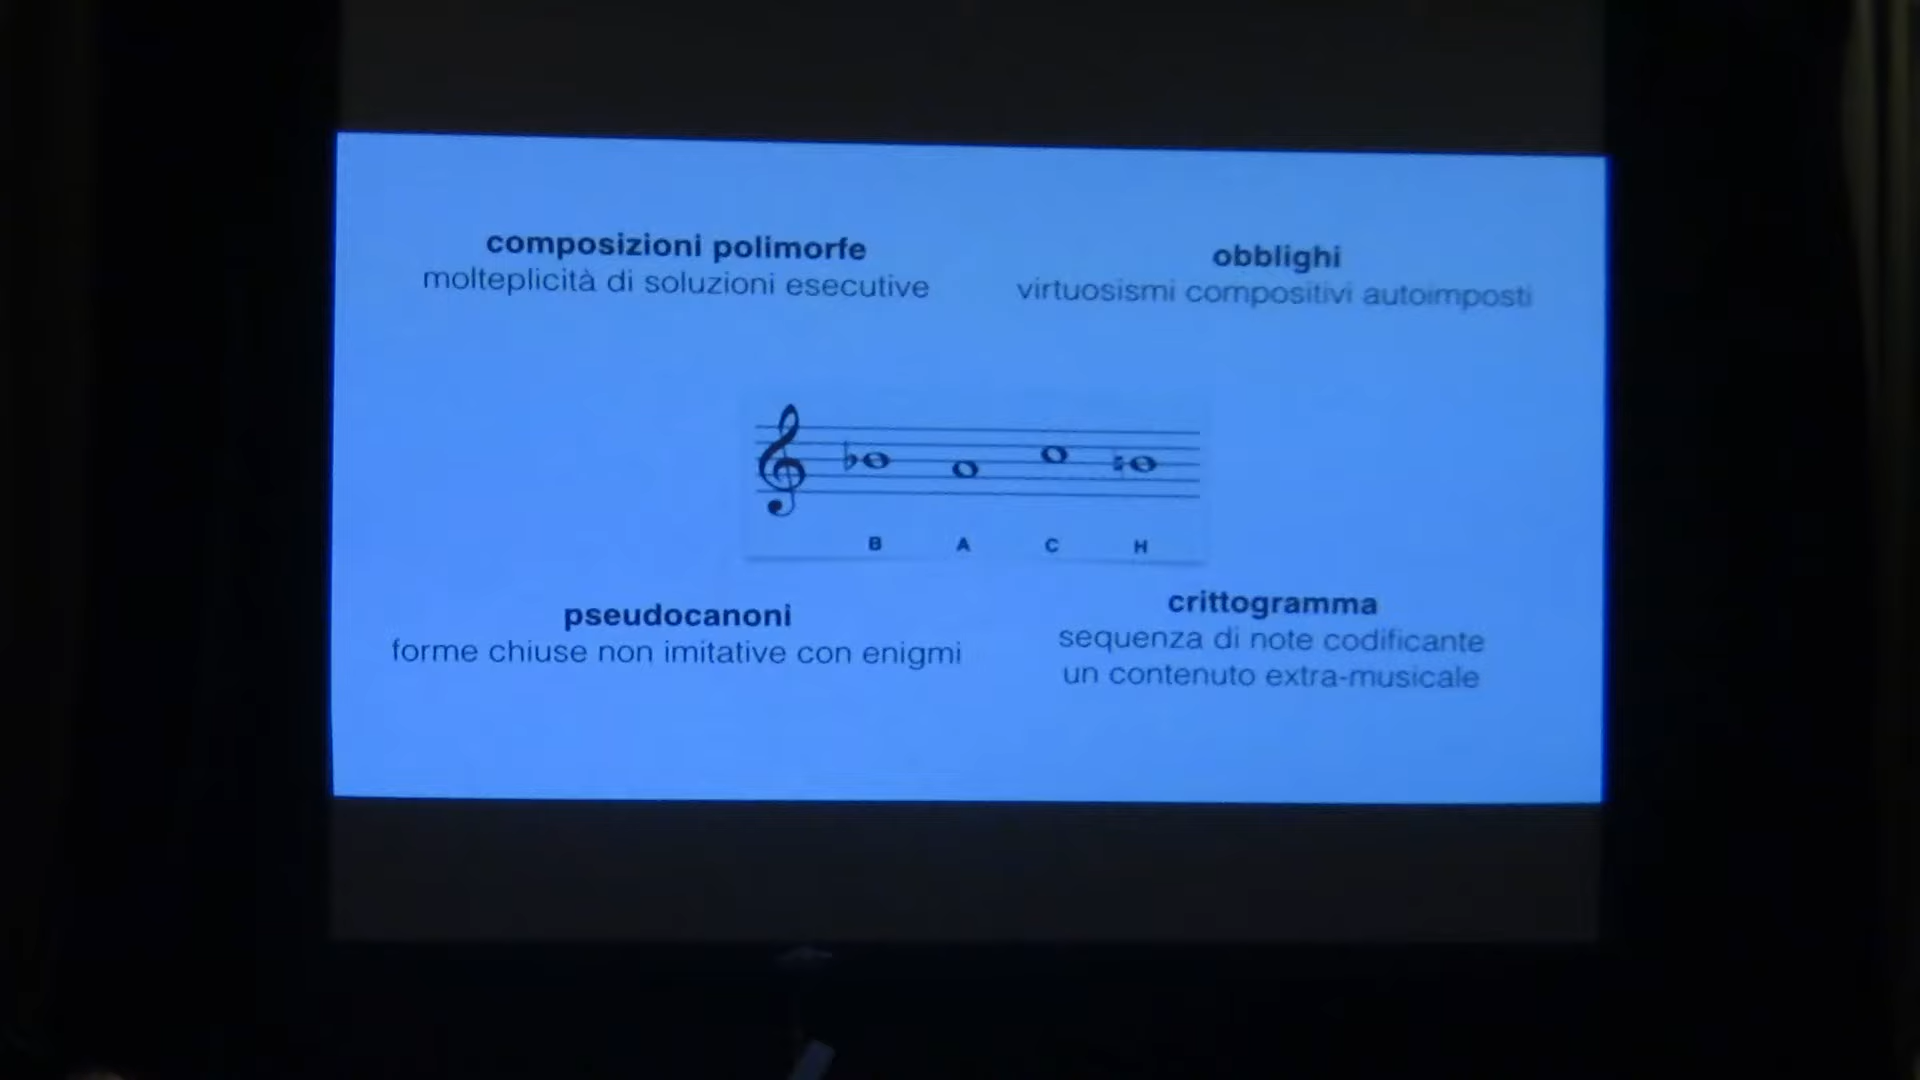 composizioni polimorfe
molteplicità di soluzioni esecutive
obblighi
virtuosismi compositivi autoimposti
B A C H
pseudocanoni
forme chiuse non imitative con enigmi
crittogramma
sequenza di note codificante
un contenuto extra-musicale